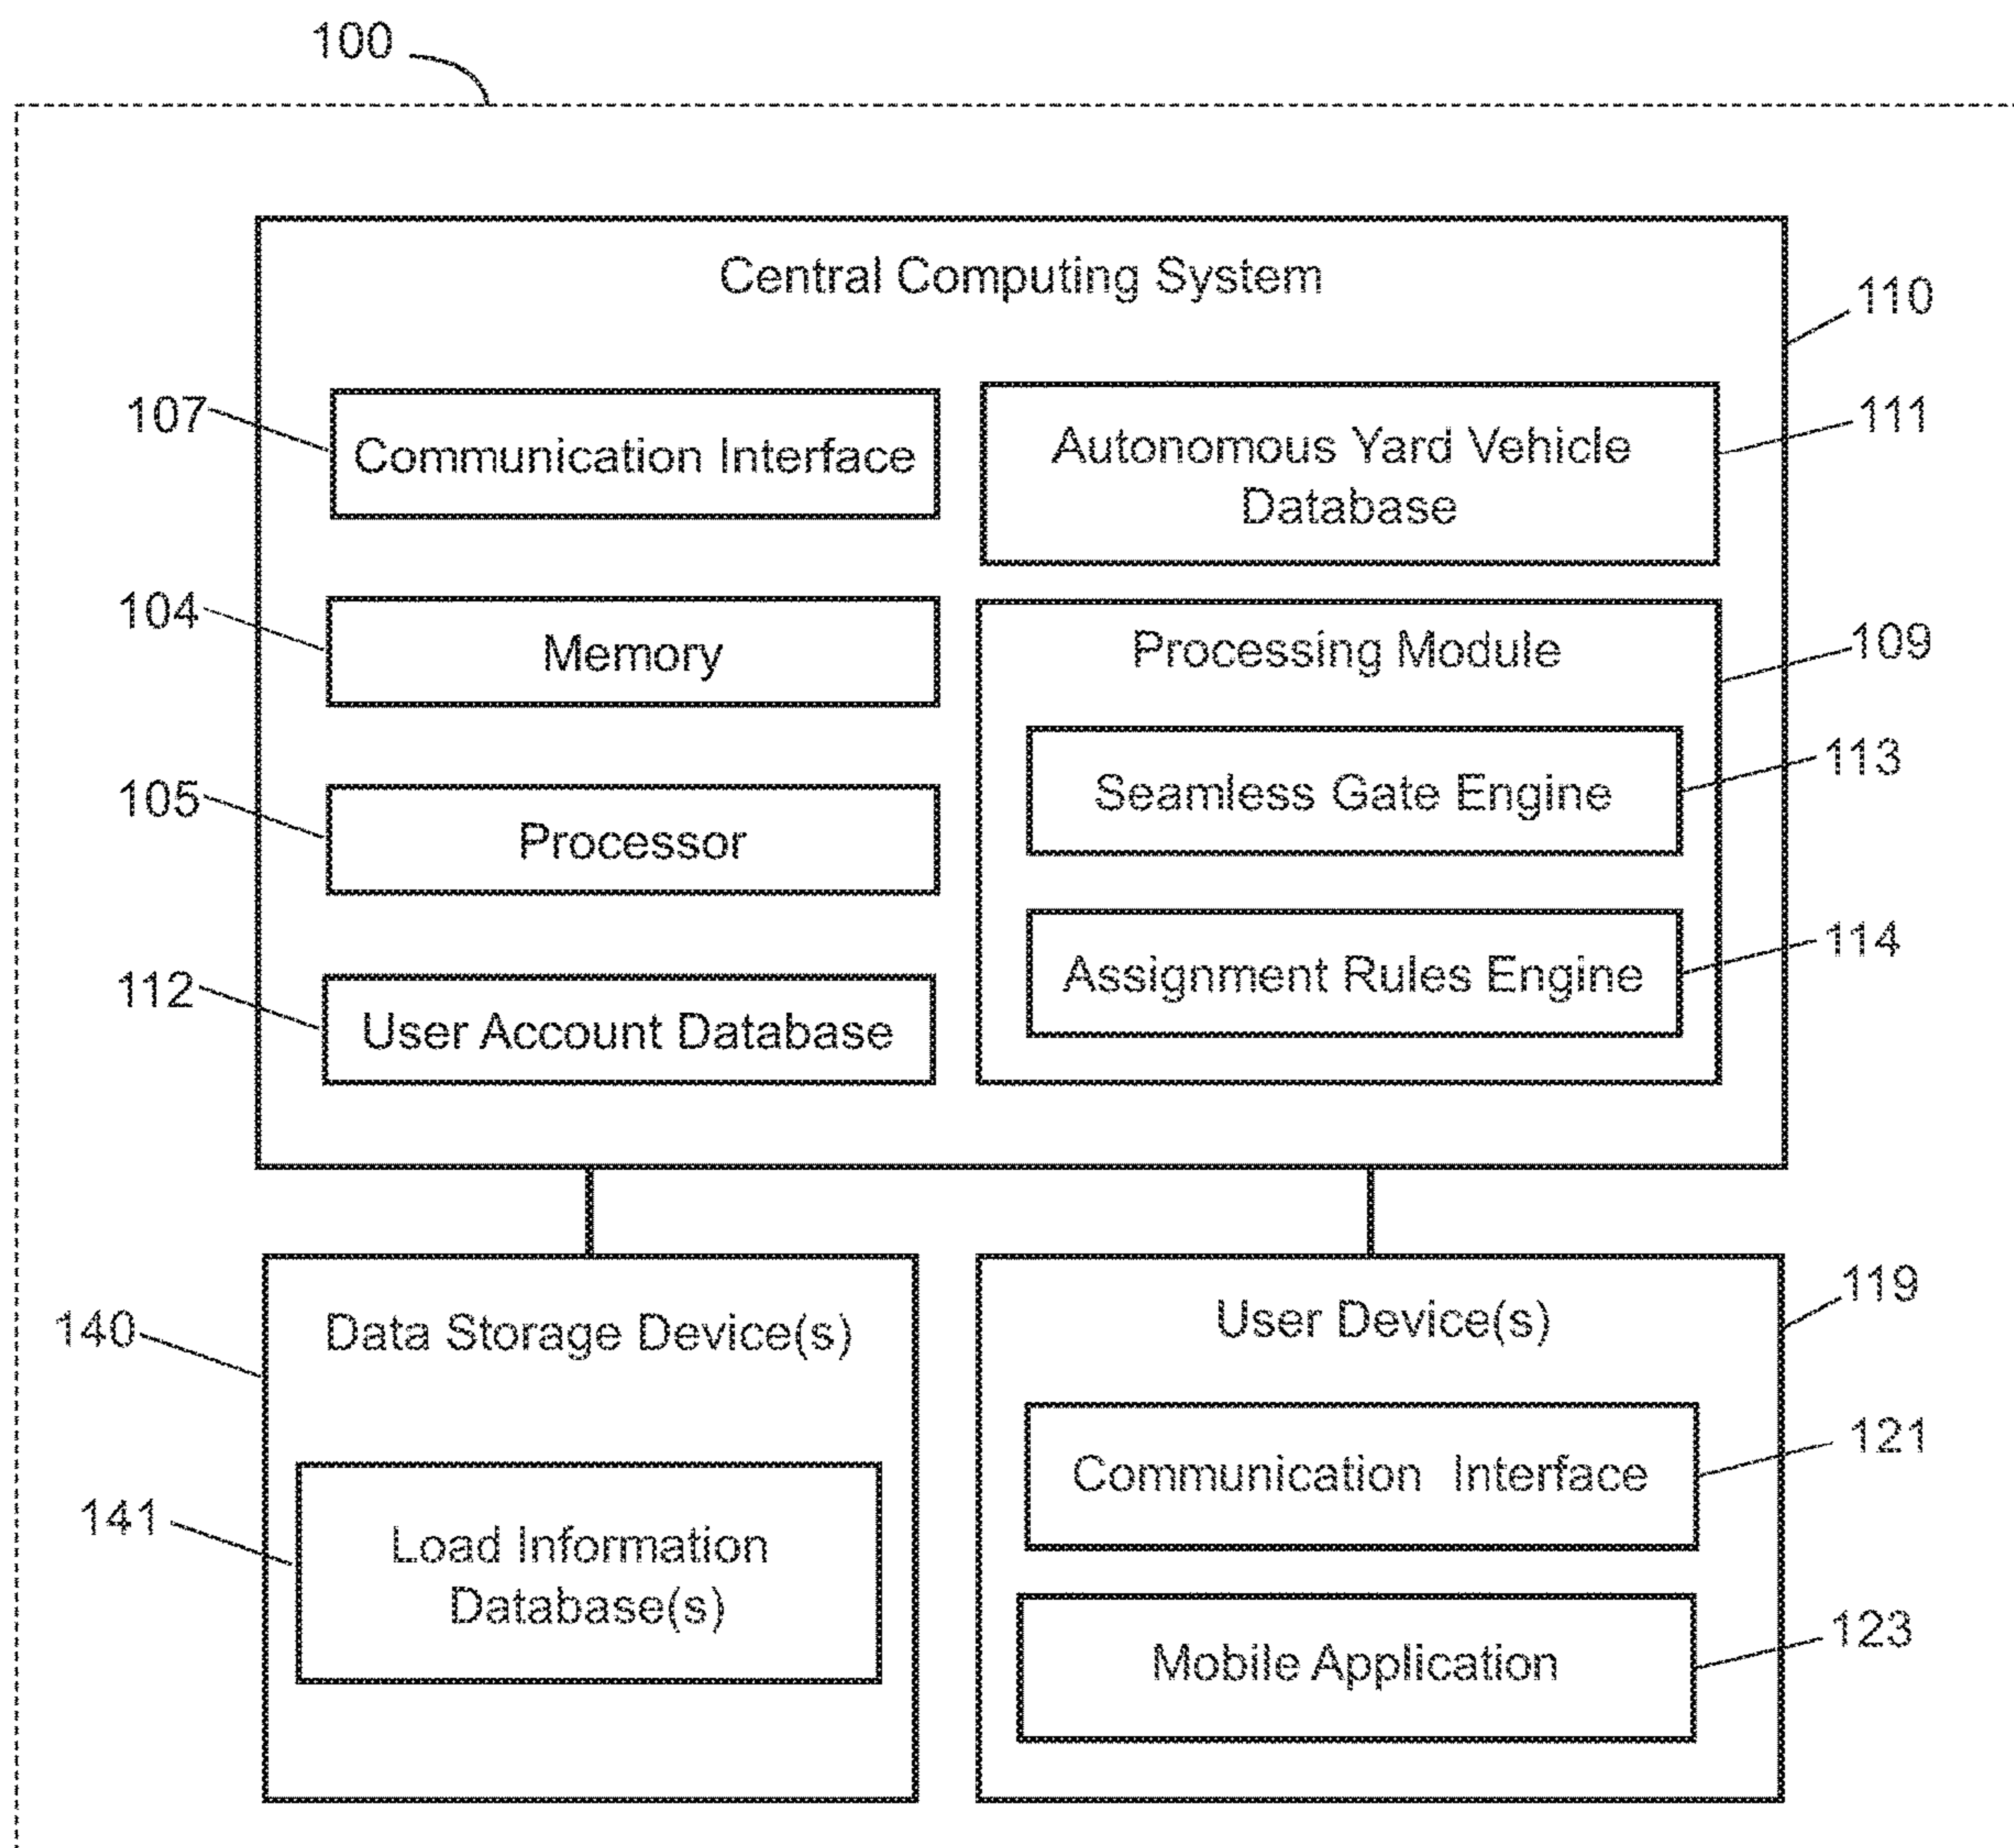 100
Central Computing System
110
107
Communication Interface
Autonomous Yard Vehicle
Database
111
104
Memory
Processing Module
109
105
Processor
Seamless Gate Engine
113
112
User Account Database
Assignment Rules Engine
114
140
Data Storage Device(s)
141
Load Information
Database(s)
User Device(s)
119
Communication Interface
121
Mobile Application
123